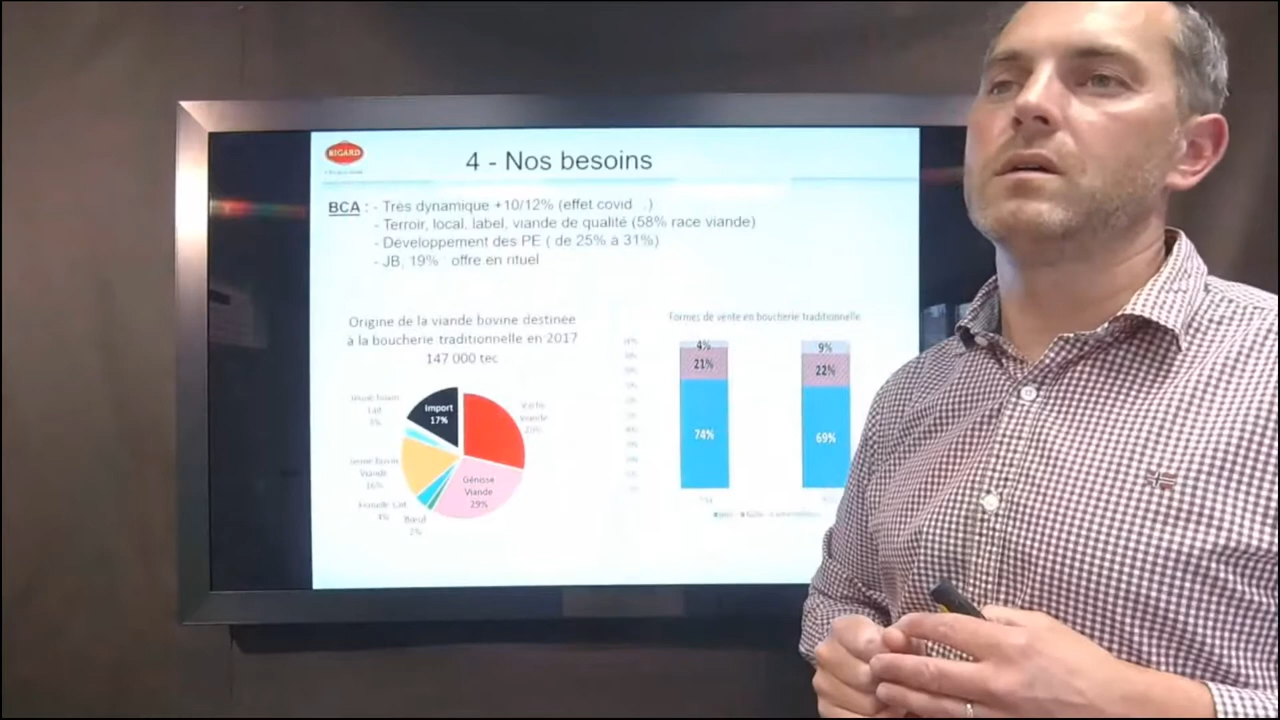 BIGARD
4 - Nos besoins
BCA : - Très dynamique +10/12% (effet covid ..)
- Terroir, local, label, viande de qualité (58% race viande)
- Développement des PE ( de 25% à 31%)
- JB, 19% offre en rituel
Origine de la viande bovine destinée
à la boucherie traditionnelle en 2017
147 000 tec
Import
17%
Génisse
Viande
29%
Jeune bovin
Viande
16%
Bœuf
2%
Vache
Viande
Formes de vente en boucherie traditionnelle
4%
21%
74%
9%
22%
69%